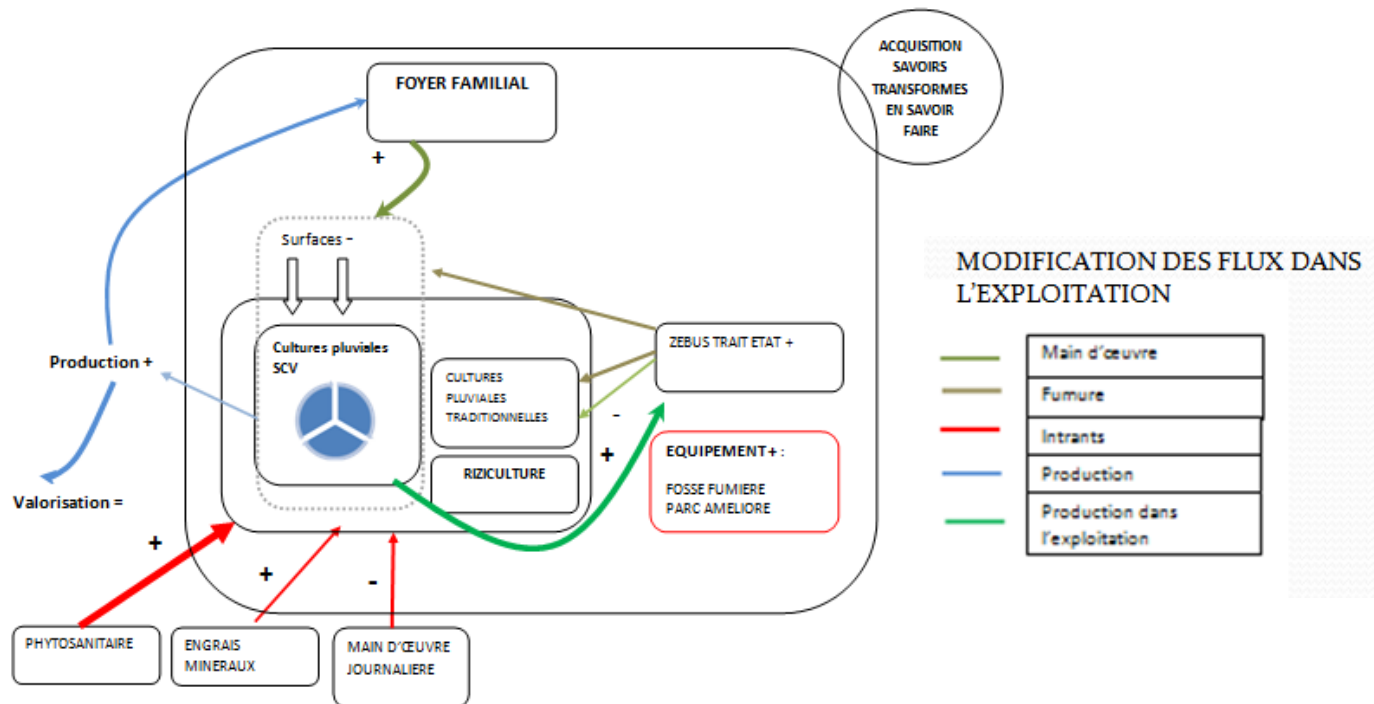 ACQUISITION
SAVOIRS
TRANSFORMES
EN SAVOIR
FAIRE
FOYER FAMILIAL
+
Surfaces -
MODIFICATION DES FLUX DANS
L'EXPLOITATION
Main d'œuvre
Fumure
Intrants
Production
Production dans
l'exploitation
Production +
Cultures pluviales
SCV
CULTURES
PLUVIALES
TRADITIONNELLES
ZEBUS TRAIT ETAT +
-
+
RIZICULTURE
EQUIPEMENT+ :
FOSSE FUMIERE
PARC AMELIORE
Valorisation =
+
+
-
PHYTOSANITAIRE
ENGRAIS
MINERAUX
MAIN D'ŒUVRE
JOURNALIERE